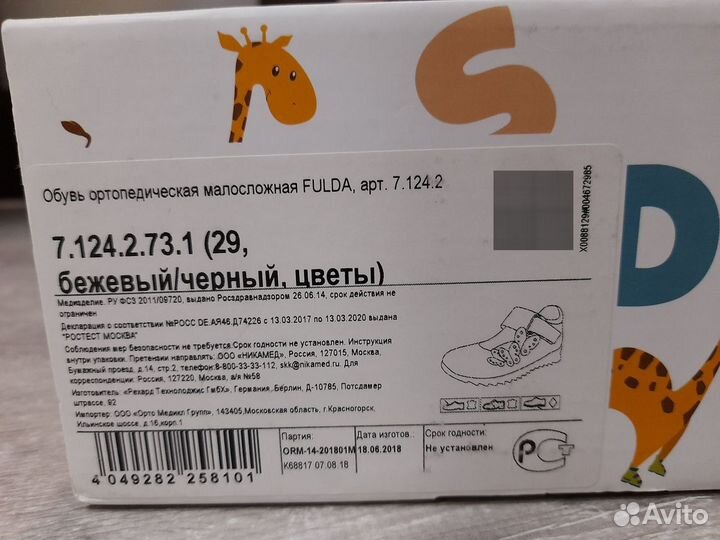 S
D
Обувь ортопедическая малосложная FULDA, арт. 7.124.2
X0088129#004672985
7.124.2.73.1 (29,
бежевый/черный, цветы)
Медизделие. РУ ФСЗ 2011/09720, выдано Росздравнадзором 26.06.14, срок действия не
ограничен
Декларация о соответствии №РОСС DE.АЯ46.Д74226 с 13.03.2017 по 13.03.2020 выдана
"РОСТЕСТ МОСКВА"
Соблюдения мер безопасности не требуется.Срок годности не установлен. Инструкция
внутри упаковки. Претензии направлять: ООО «НИКАМЕД», Россия, 127015, Москва,
Бумажный проезд, д.14, стр.2, телефон:8-800-33-33-112, skk@nikamed.ru. Для
корреспонденции: Россия, 127220, Москва, а/я №58
Изготовитель: «Рехард Технолоджис ГмбХ», Германия, Берлин, Д-10785, Потсдамер
штрассе, 92
Импортер: ООО «Орто Медикл Групп», 143405,Московская область, г.Красногорск,
Ильинское шоссе, д.1б,корп.1
4 049282 258101
Партия:
ORM-14-201801M
K68817 07.08.18
Дата изготов.:
18.06.2018
Срок годности:
Не установлен
РСТ
Avito